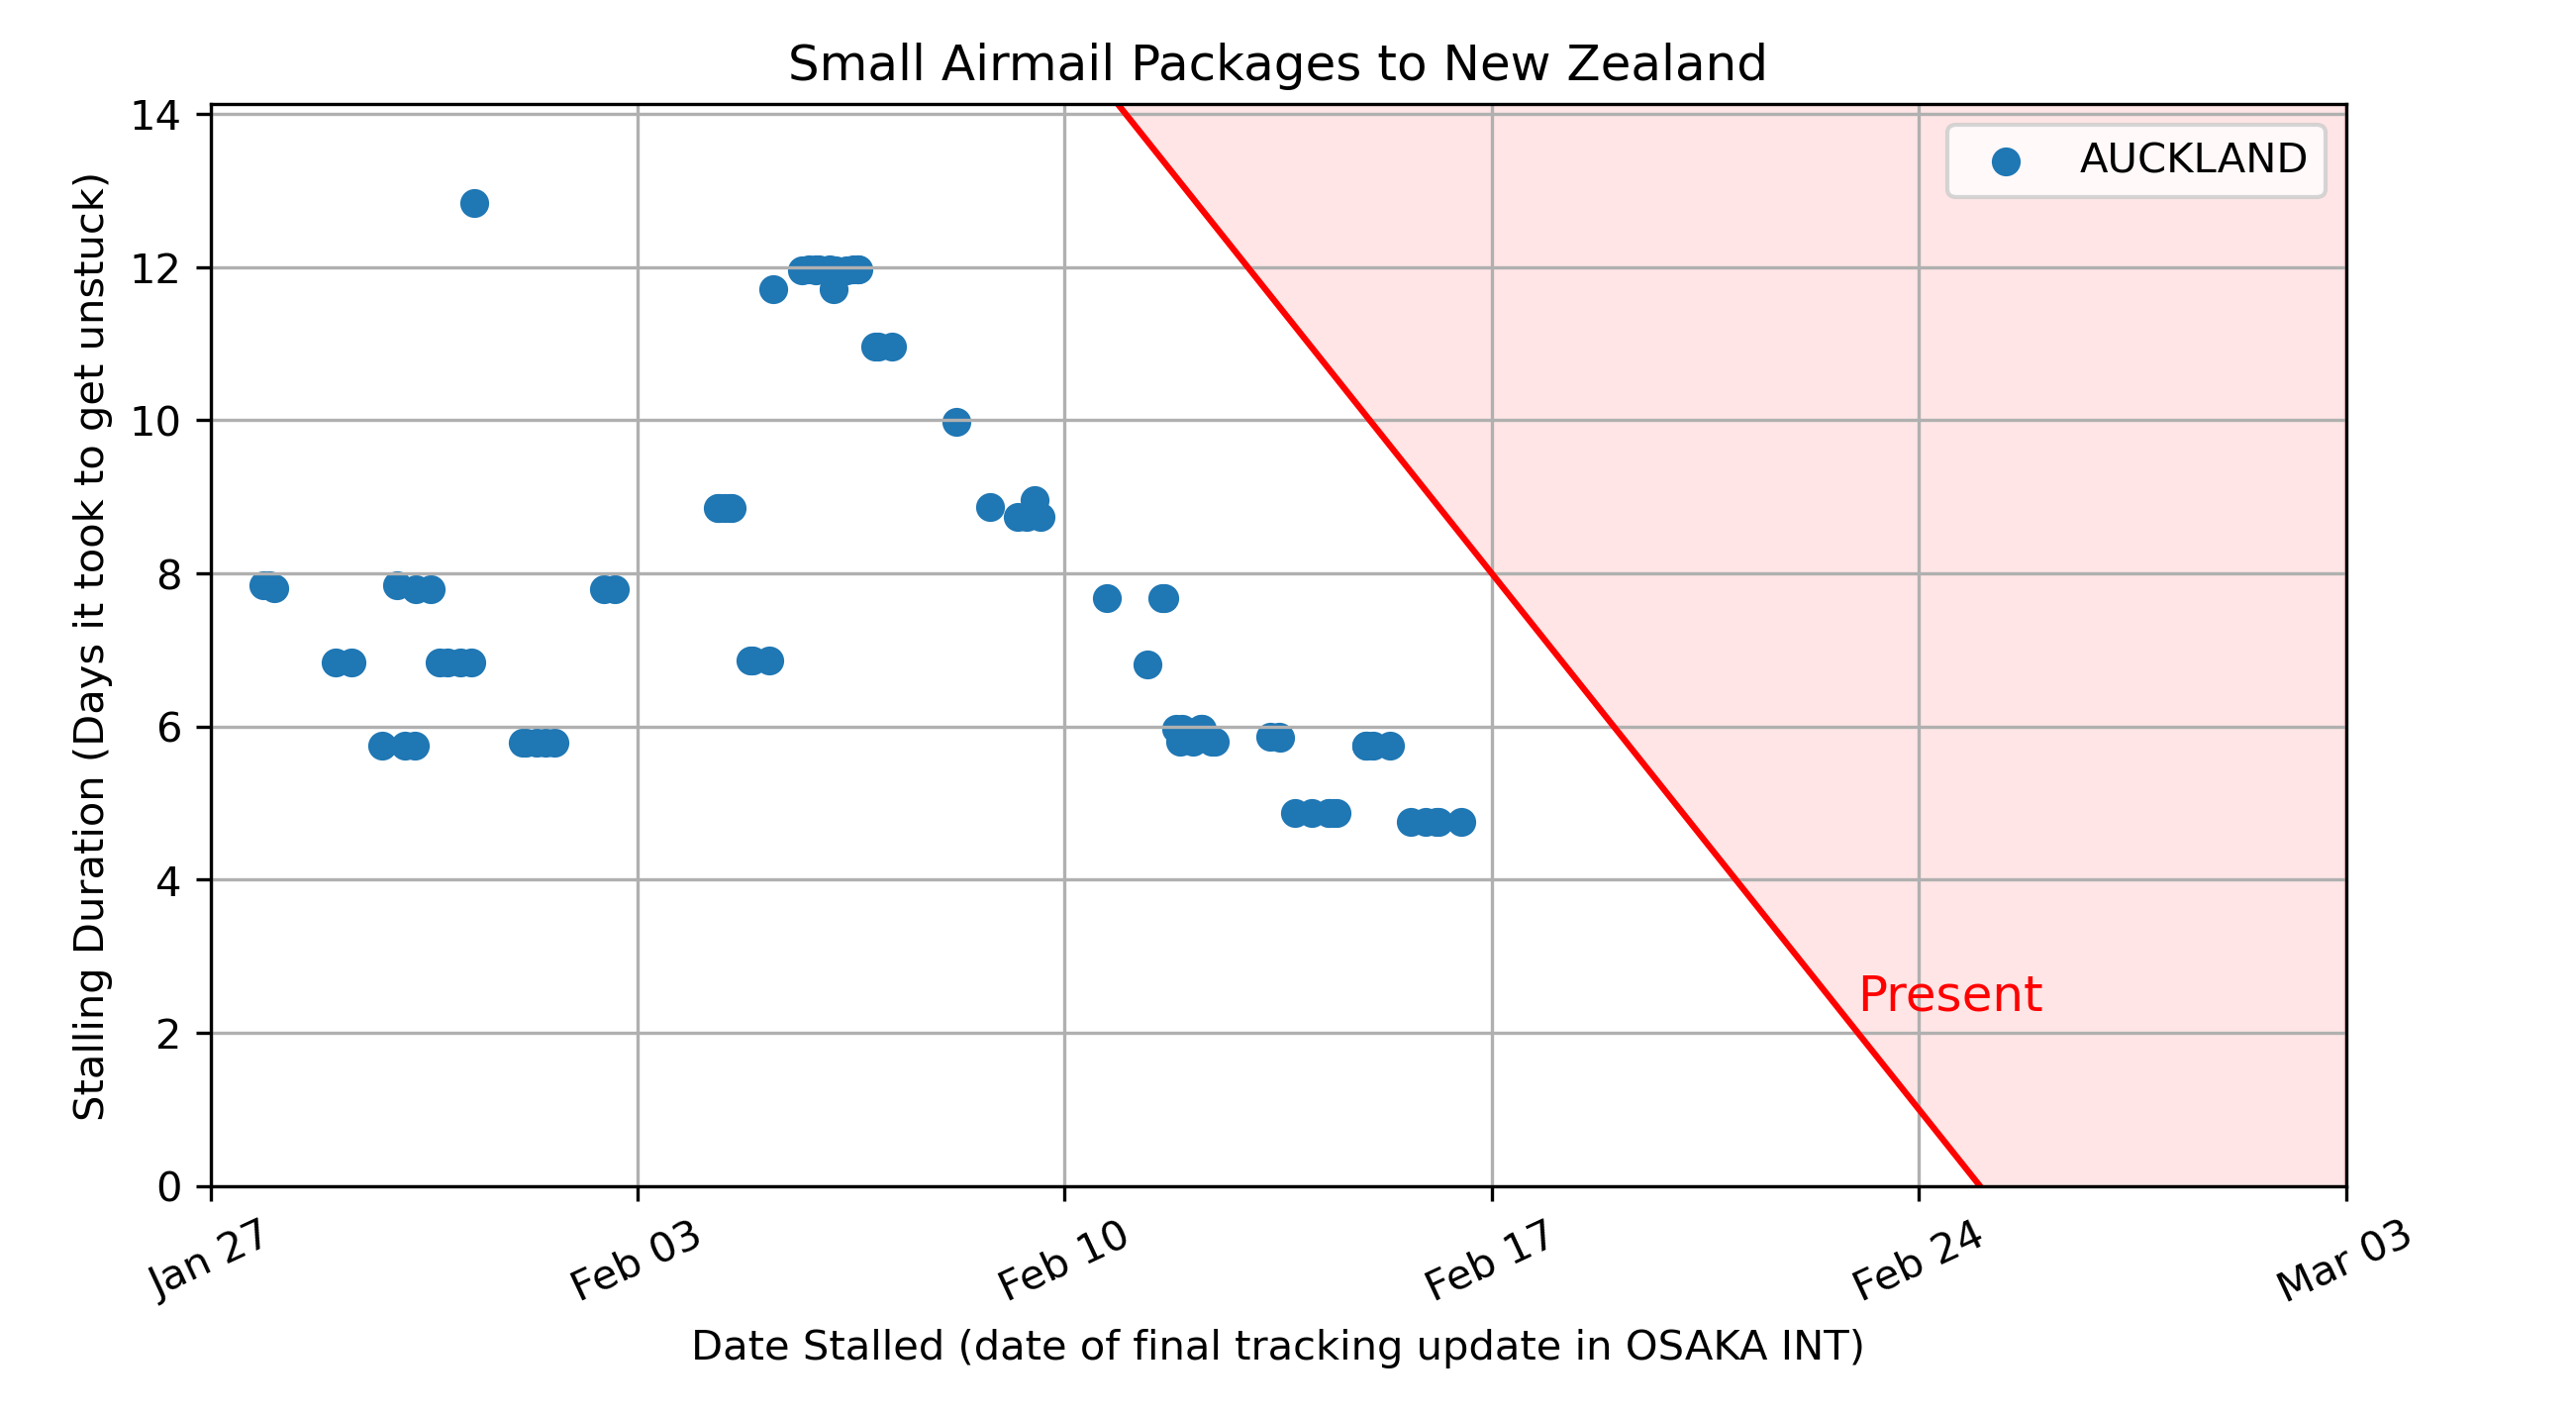 Small Airmail Packages to New Zealand
Stalling Duration (Days it took to get unstuck)
14
12
10
8
6
4
2
0
AUCKLAND
Present
Jan 27
Feb 03
Feb 10
Feb 17
Feb 24
Mar 03
Date Stalled (date of final tracking update in OSAKA INT)